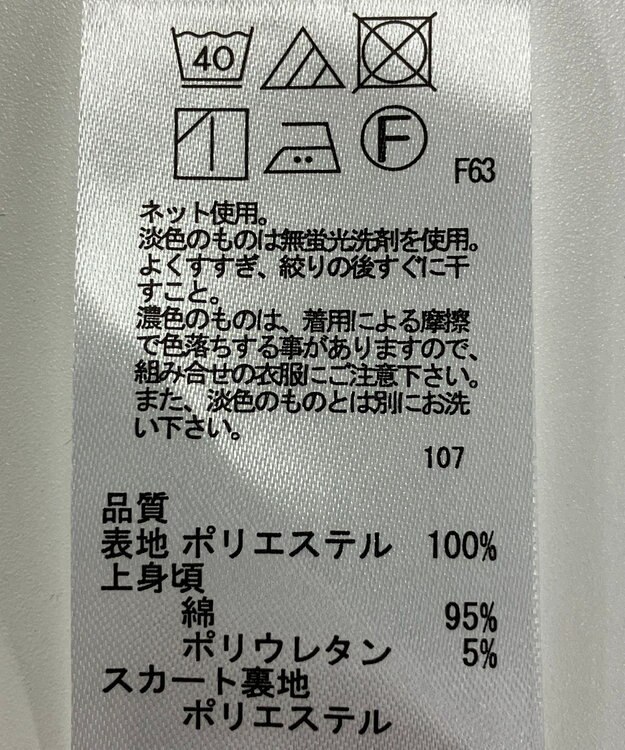 40
F F63
ネット使用。
淡色のものは無蛍光洗剤を使用。
よくすすぎ、絞りの後すぐに干
すこと。
濃色のものは、着用による摩擦
で色落ちする事がありますので、
組み合せの衣服にご注意下さい。
また、淡色のものとは別にお洗
い下さい。
107
品質
表地 ポリエステル 100%
上身頃
綿 95%
ポリウレタン 5%
スカート裏地
ポリエステル